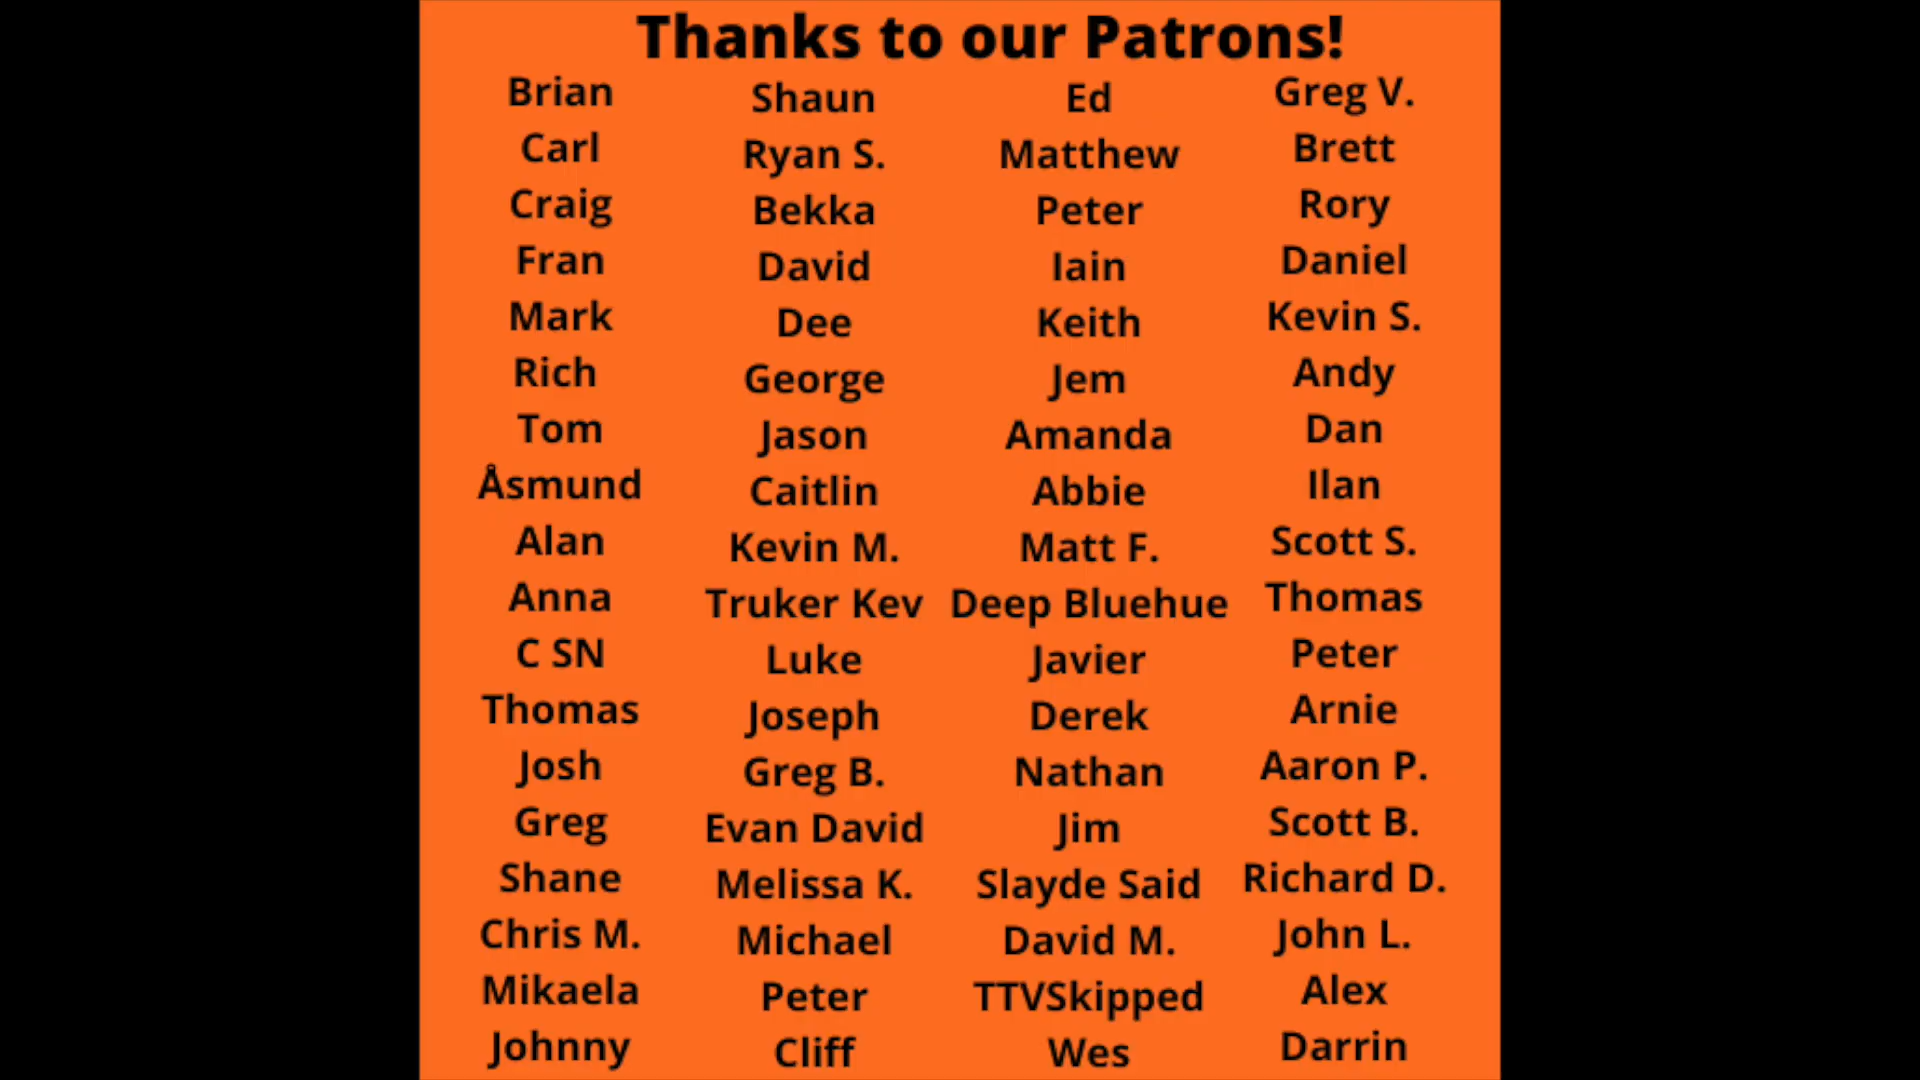 Thanks to our Patrons!
Brian
Carl
Craig
Fran
Mark
Rich
Tom
Åsmund
Alan
Anna
C SN
Thomas
Josh
Greg
Shane
Chris M.
Mikaela
Johnny
Shaun
Ryan S.
Bekka
David
Dee
George
Jason
Caitlin
Kevin M.
Truker Kev
Luke
Joseph
Greg B.
Evan David
Melissa K.
Michael
Peter
Cliff
Ed
Matthew
Peter
Iain
Keith
Jem
Amanda
Abbie
Matt F.
Deep Bluehue
Javier
Derek
Nathan
Jim
Slayde Said
David M.
TTVSkipped
Wes
Greg V.
Brett
Rory
Daniel
Kevin S.
Andy
Dan
Ilan
Scott S.
Thomas
Peter
Arnie
Aaron P.
Scott B.
Richard D.
John L.
Alex
Darrin